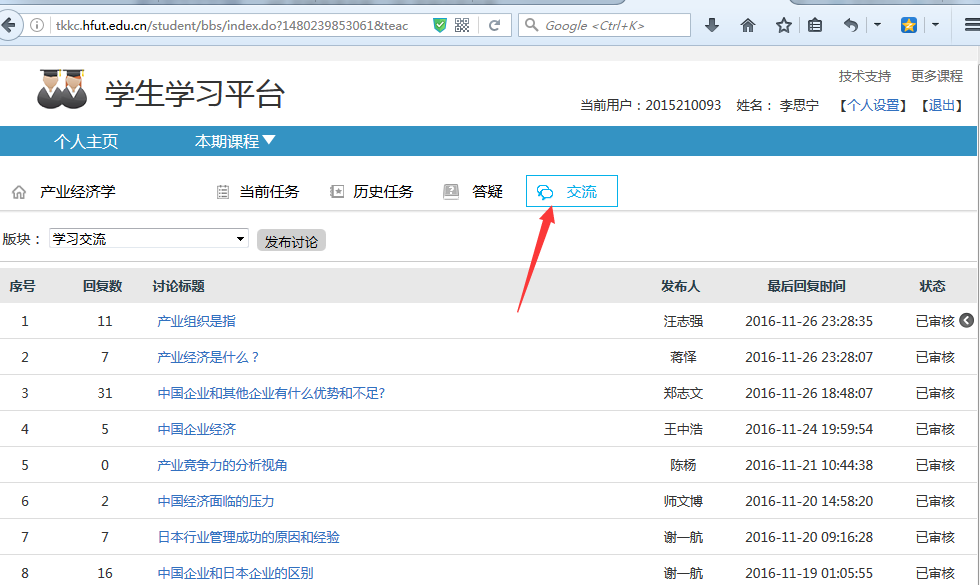 tkkc.hfut.edu.cn/student/bbs/index.do?1480239853061&teac
Google <Ctrl+K>
学生学习平台
技术支持 更多课程
当前用户：2015210093 姓名： 李思宁 【个人设置】 【退出】
个人主页 本期课程▼
产业经济学 当前任务 历史任务 答疑 交流
版块： 学习交流 发布讨论
序号 回复数 讨论标题 发布人 最后回复时间 状态
1 11 产业组织是指 汪志强 2016-11-26 23:28:35 已审核
2 7 产业经济是什么？ 蒋怿 2016-11-26 23:28:07 已审核
3 31 中国企业和其他企业有什么优势和不足? 郑志文 2016-11-26 18:48:07 已审核
4 5 中国企业经济 王中浩 2016-11-24 19:59:54 已审核
5 0 产业竞争力的分析视角 陈杨 2016-11-21 10:44:38 已审核
6 2 中国经济面临的压力 师文博 2016-11-20 14:58:20 已审核
7 7 日本行业管理成功的原因和经验 谢一航 2016-11-20 09:16:28 已审核
8 16 中国企业和日本企业的区别 谢一航 2016-11-19 01:05:55 已审核